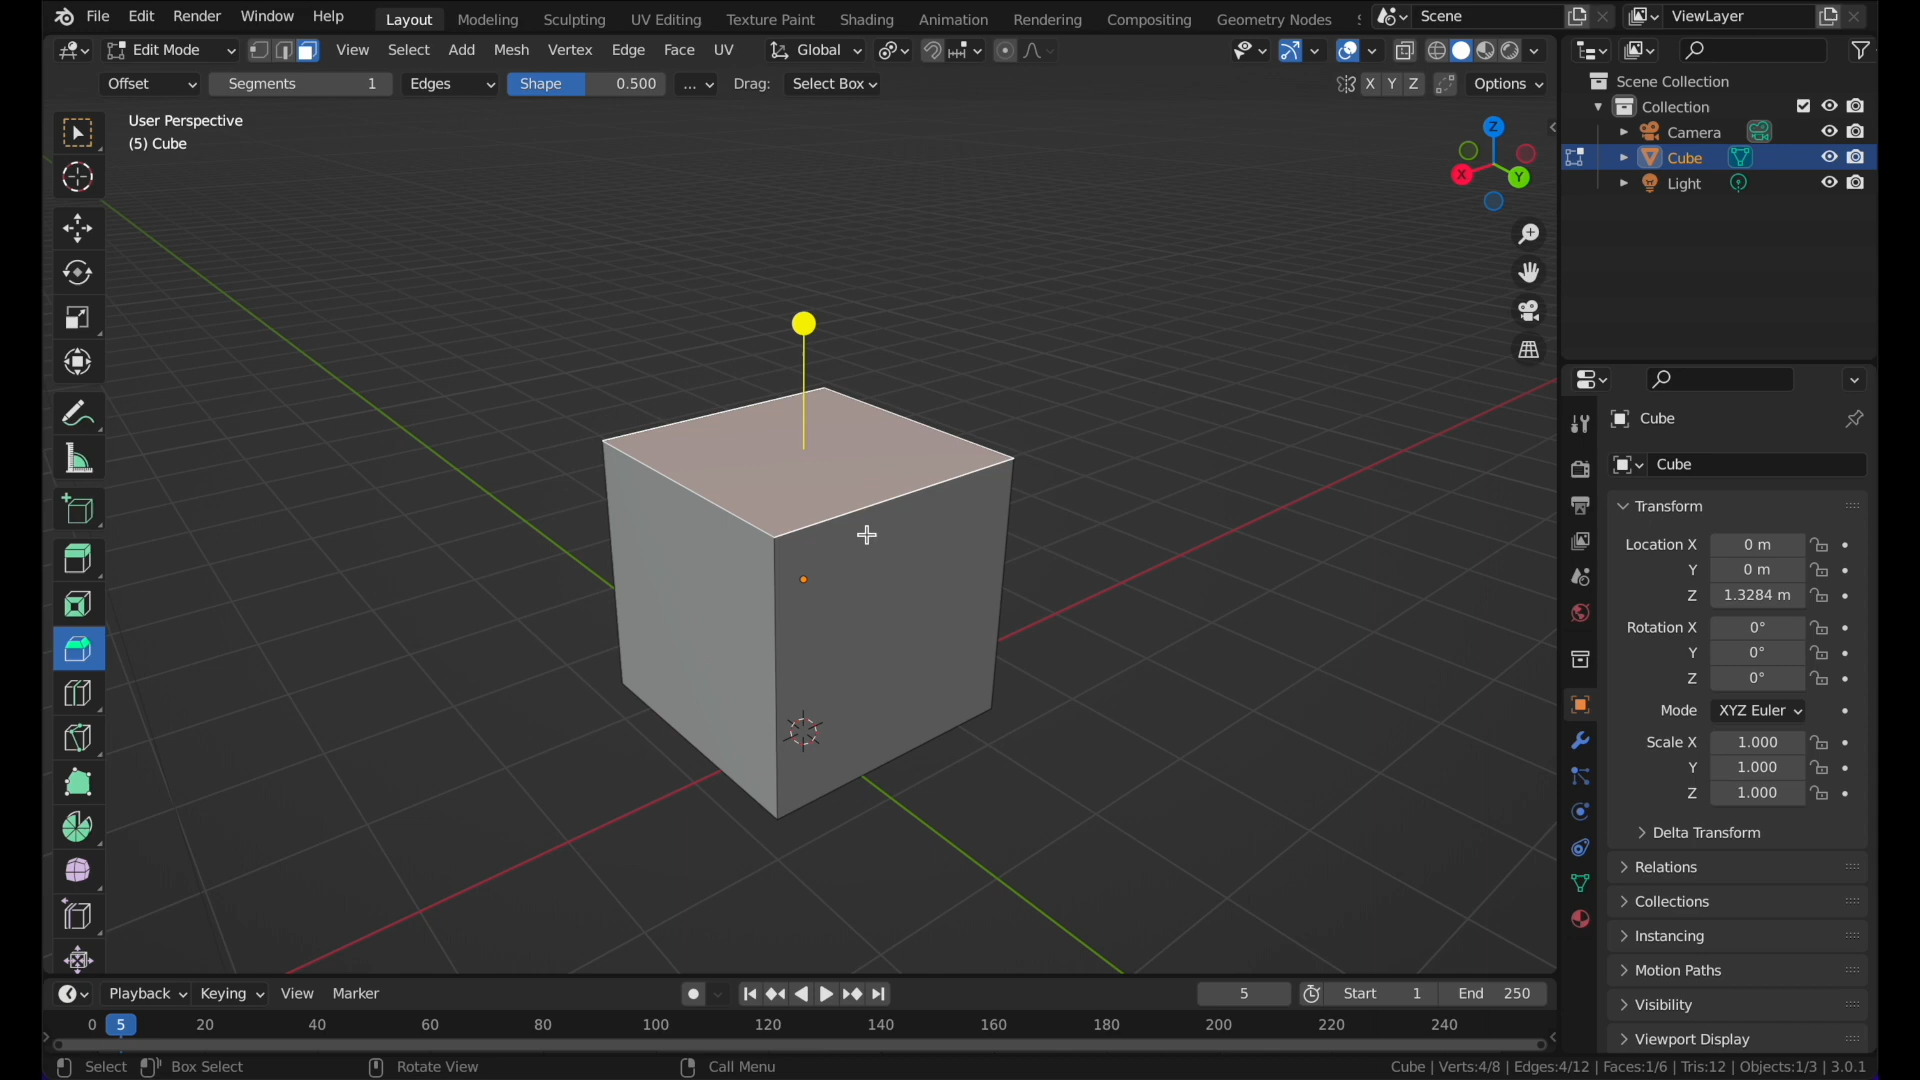 File Edit Render Window Help Layout Modeling Sculpting UV Editing Texture Paint Shading Animation Rendering Compositing Geometry Nodes Scene ViewLayer
Edit Mode View Select Add Mesh Vertex Edge Face UV Global
Offset Segments 1 Edges Shape 0.500 ... Drag: Select Box X Y Z Options
User Perspective
(5) Cube
Z
X
Y
Scene Collection
Collection
Camera
Cube
Light
Cube
Cube
Transform
Location X 0 m
Y 0 m
Z 1.3284 m
Rotation X 0°
Y 0°
Z 0°
Mode XYZ Euler
Scale X 1.000
Y 1.000
Z 1.000
Delta Transform
Relations
Collections
Instancing
Motion Paths
Visibility
Viewport Display
Playback Keying View Marker 5 Start 1 End 250
0 5 20 40 60 80 100 120 140 160 180 200 220 240
Select Box Select Rotate View Call Menu Cube | Verts:4/8 | Edges:4/12 | Faces:1/6 | Tris:12 | Objects:1/3 | 3.0.1